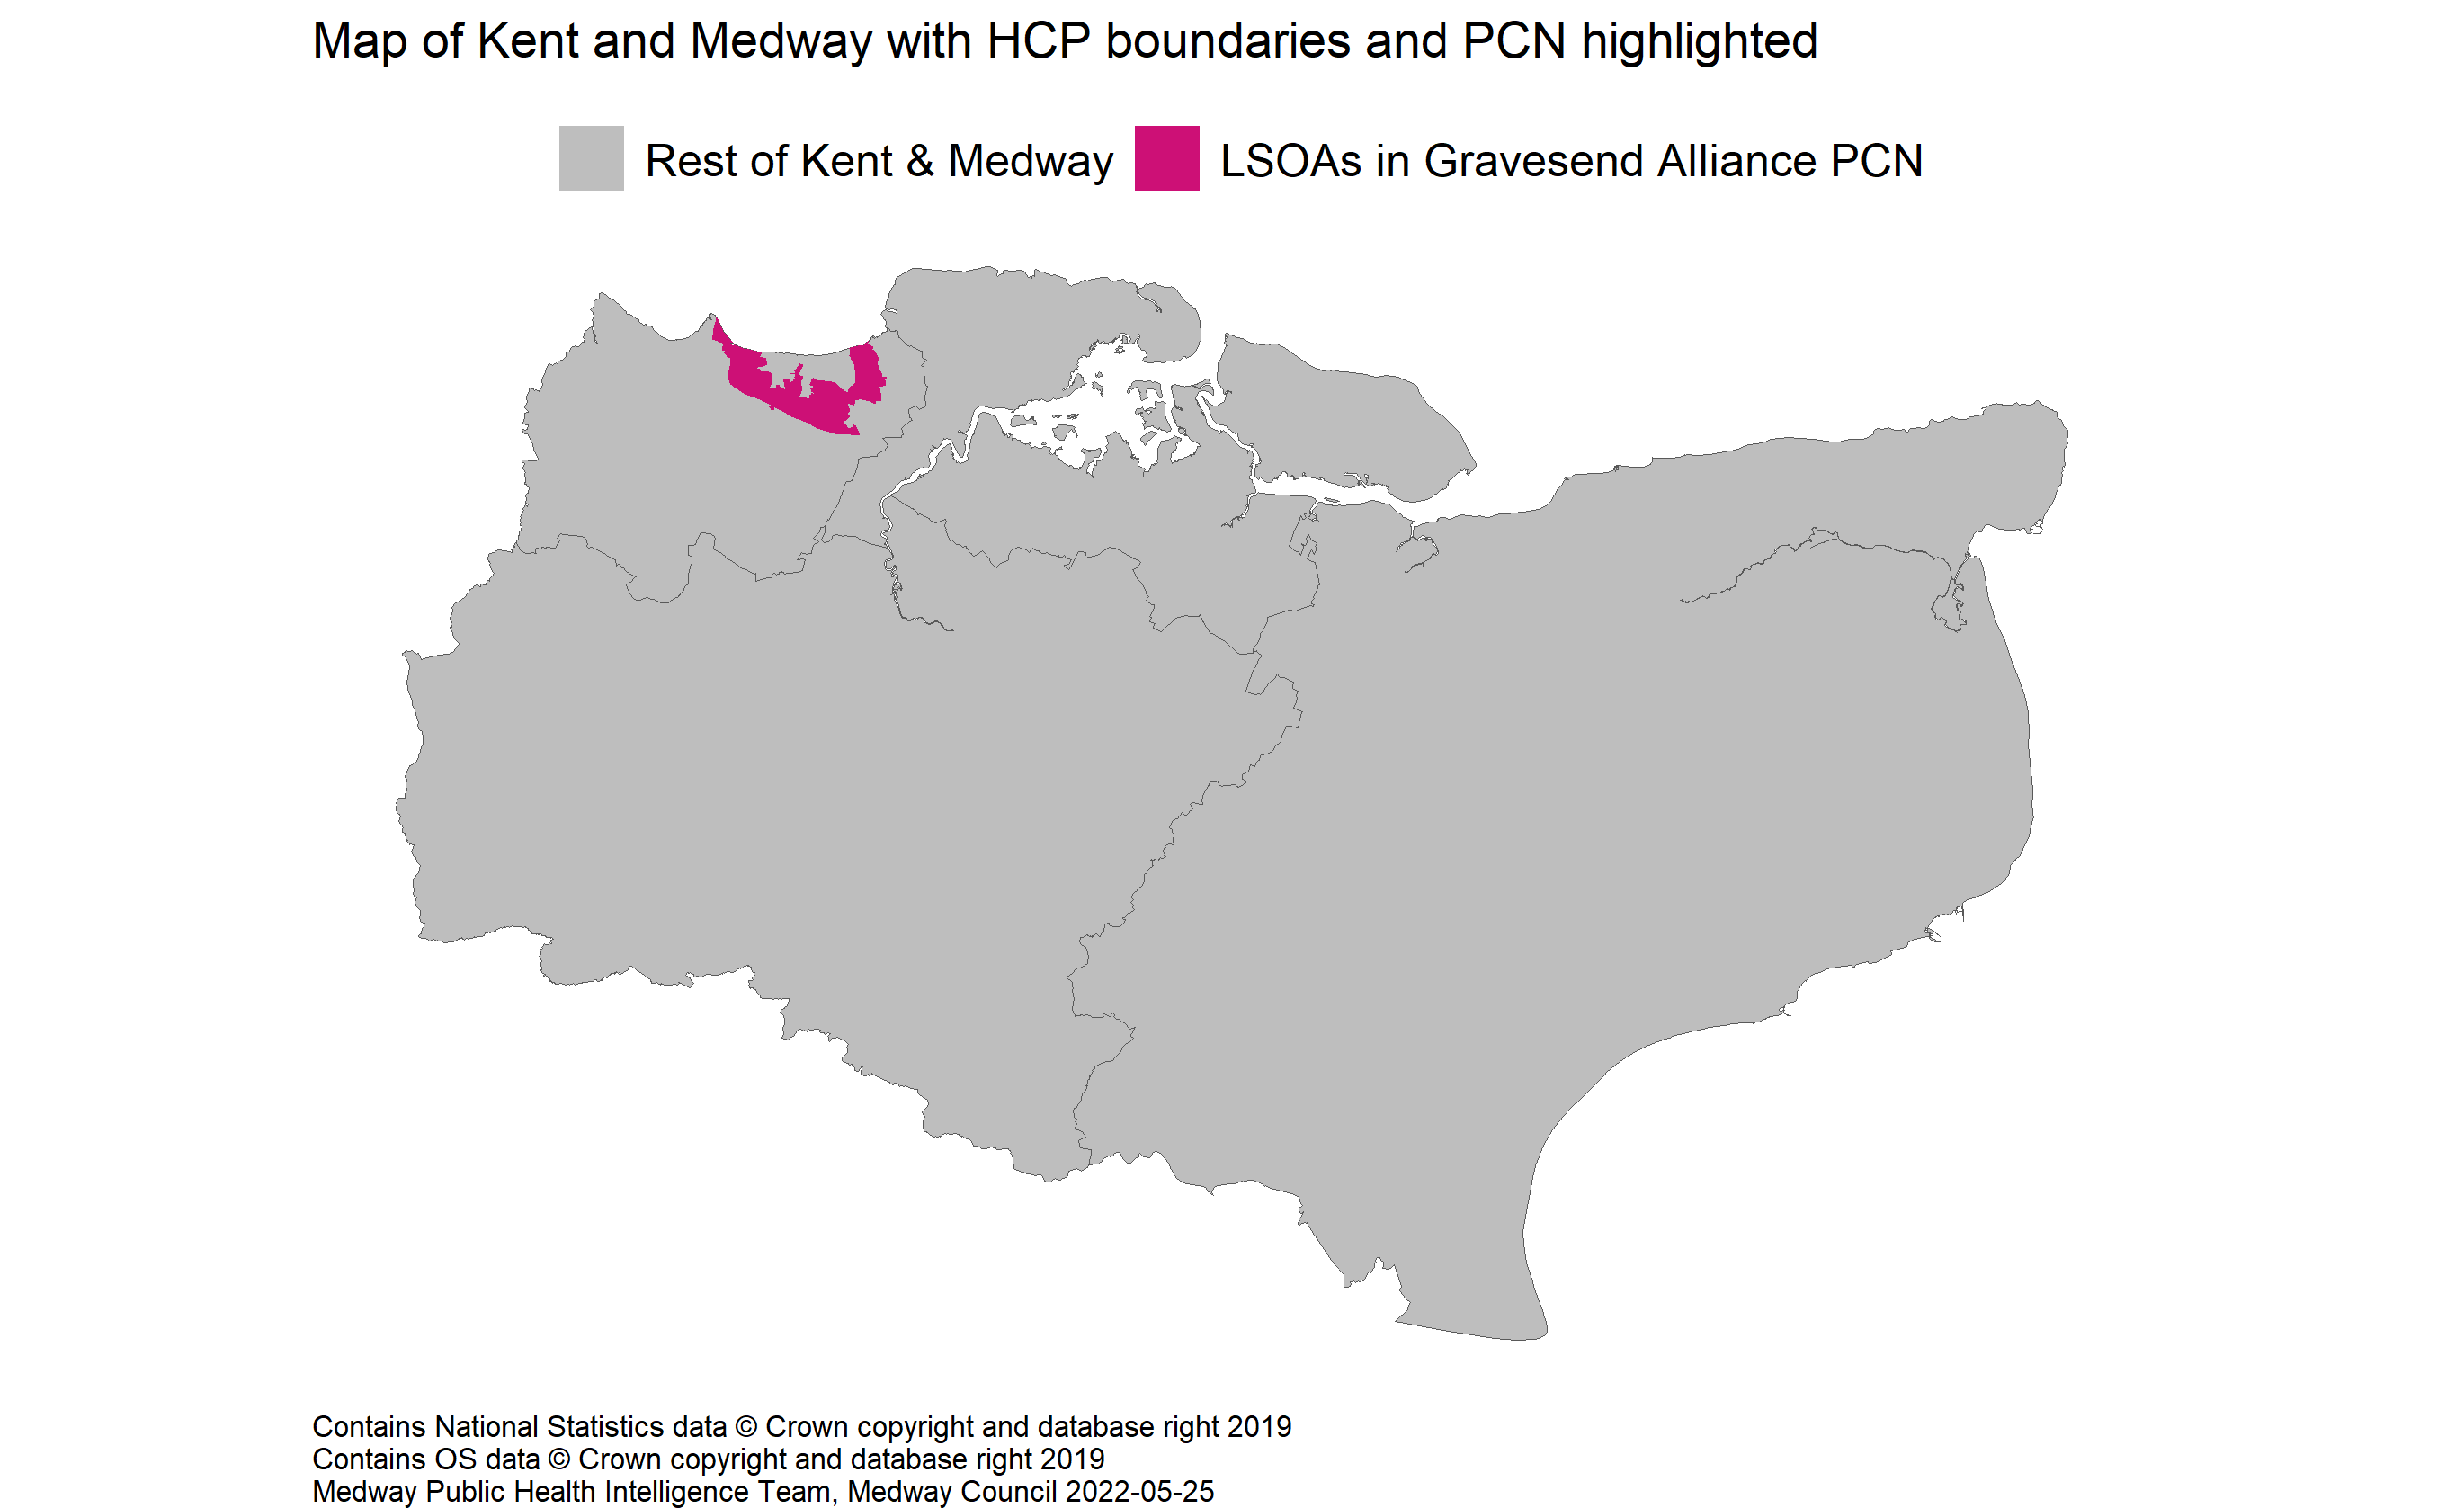 Map of Kent and Medway with HCP boundaries and PCN highlighted
Rest of Kent & Medway
LSOAs in Gravesend Alliance PCN
Contains National Statistics data © Crown copyright and database right 2019
Contains OS data © Crown copyright and database right 2019
Medway Public Health Intelligence Team, Medway Council 2022-05-25